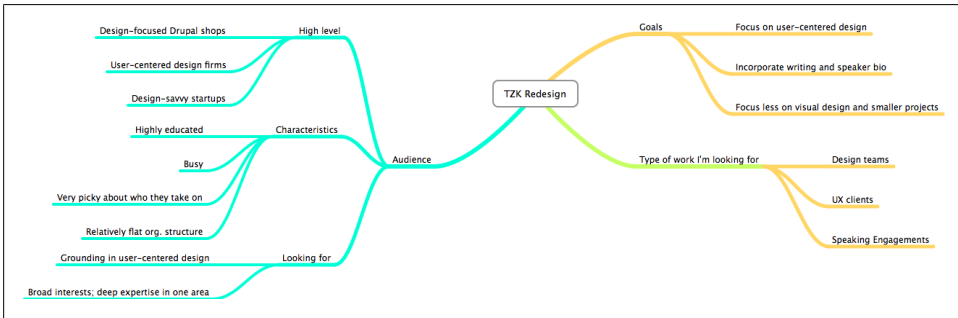 TZK Redesign
Audience
High level
Design-focused Drupal shops
User-centered design firms
Design-savvy startups
Characteristics
Highly educated
Busy
Very picky about who they take on
Relatively flat org. structure
Looking for
Grounding in user-centered design
Broad interests; deep expertise in one area
Goals
Focus on user-centered design
Incorporate writing and speaker bio
Focus less on visual design and smaller projects
Type of work I'm looking for
Design teams
UX clients
Speaking Engagements